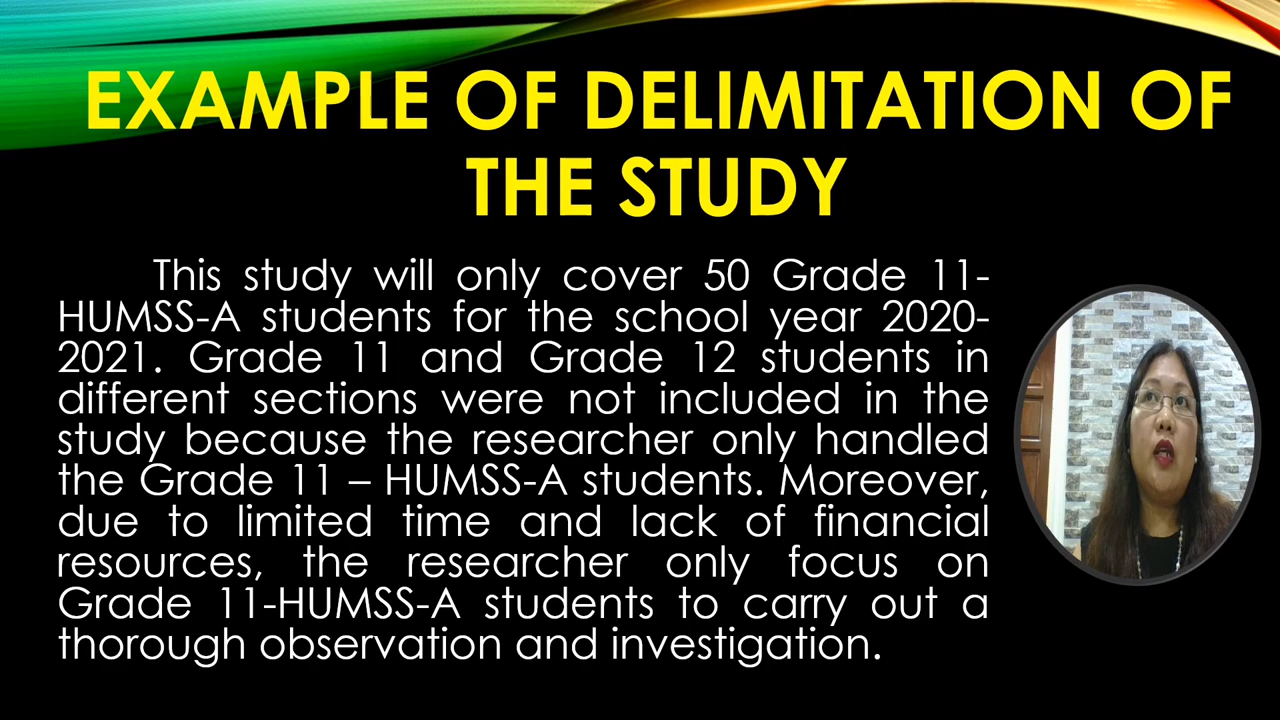 EXAMPLE OF DELIMITATION OF
THE STUDY
This study will only cover 50 Grade 11-
HUMSS-A students for the school year 2020-
2021. Grade 11 and Grade 12 students in
different sections were not included in the
study because the researcher only handled
the Grade 11 – HUMSS-A students. Moreover,
due to limited time and lack of financial
resources, the researcher only focus on
Grade 11-HUMSS-A students to carry out a
thorough observation and investigation.